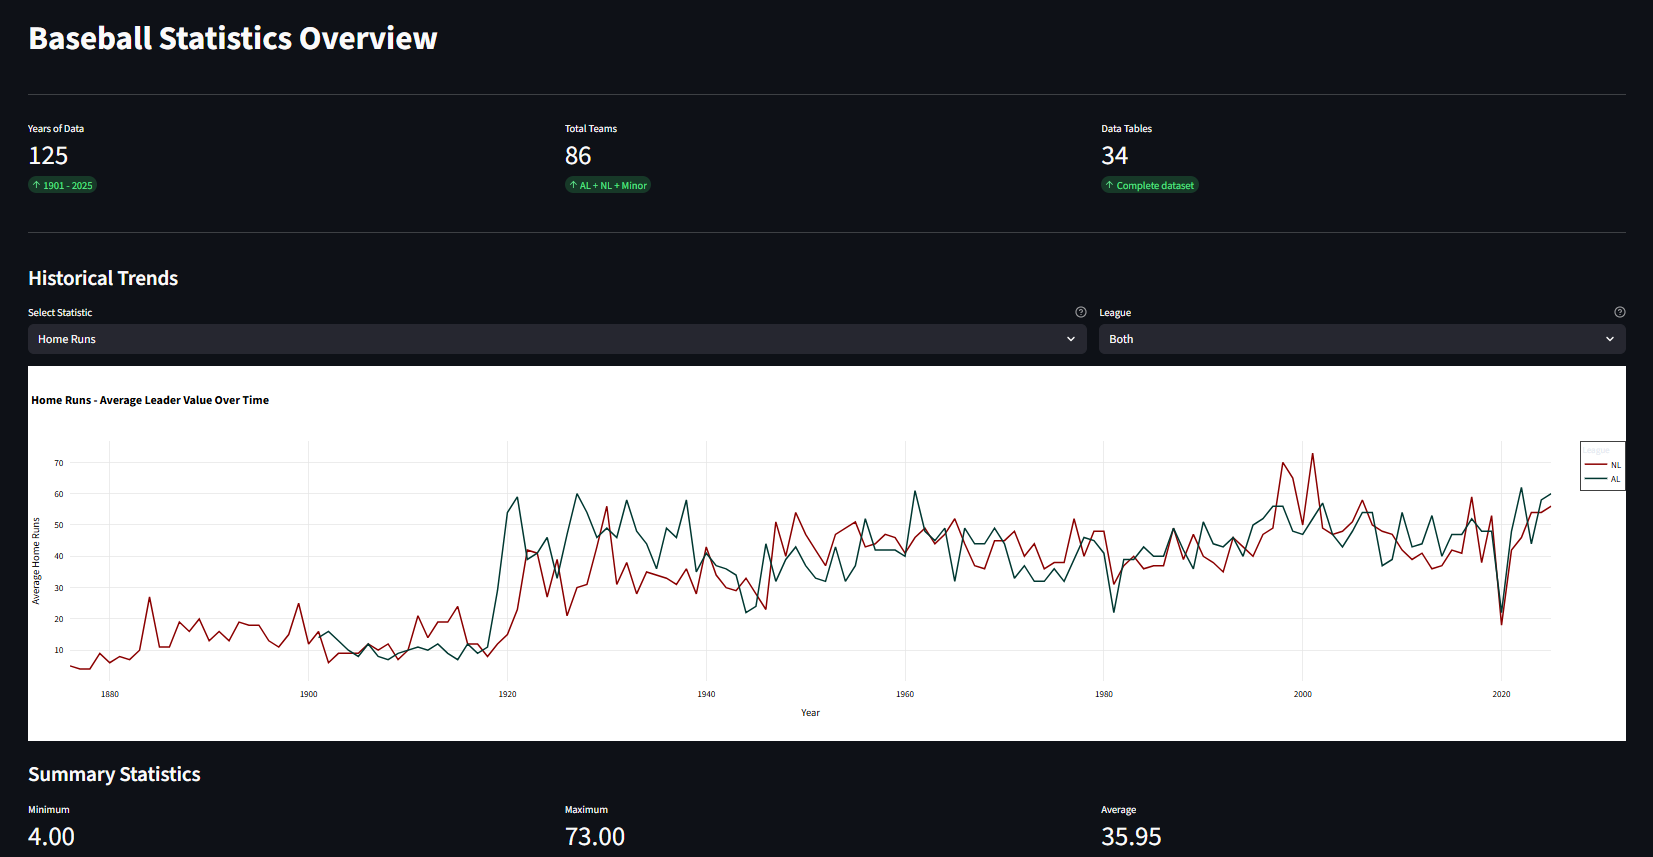 Baseball Statistics Overview
Years of Data
125
↑ 1901 - 2025
Total Teams
86
↑ AL + NL + Minor
Data Tables
34
↑ Complete dataset
Historical Trends
Select Statistic
Home Runs
League
Both
Home Runs - Average Leader Value Over Time
League
NL
AL
Average Home Runs
70
60
50
40
30
20
10
1880
1900
1920
1940
1960
1980
2000
2020
Year
Summary Statistics
Minimum
4.00
Maximum
73.00
Average
35.95